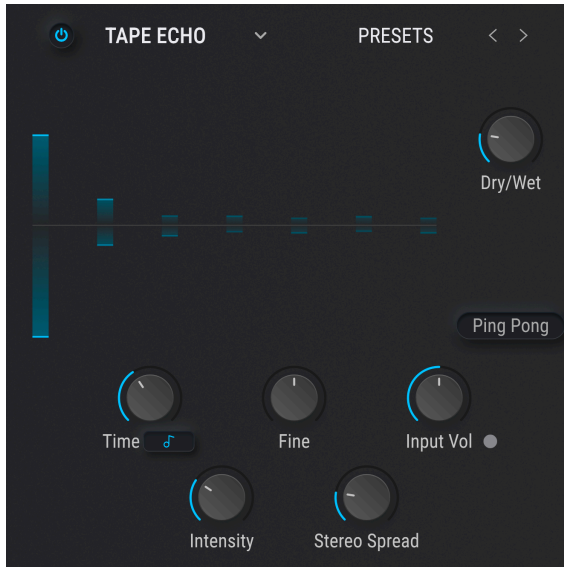 TAPE ECHO
PRESETS
Dry/Wet
Ping Pong
Time
Fine
Input Vol
Intensity
Stereo Spread